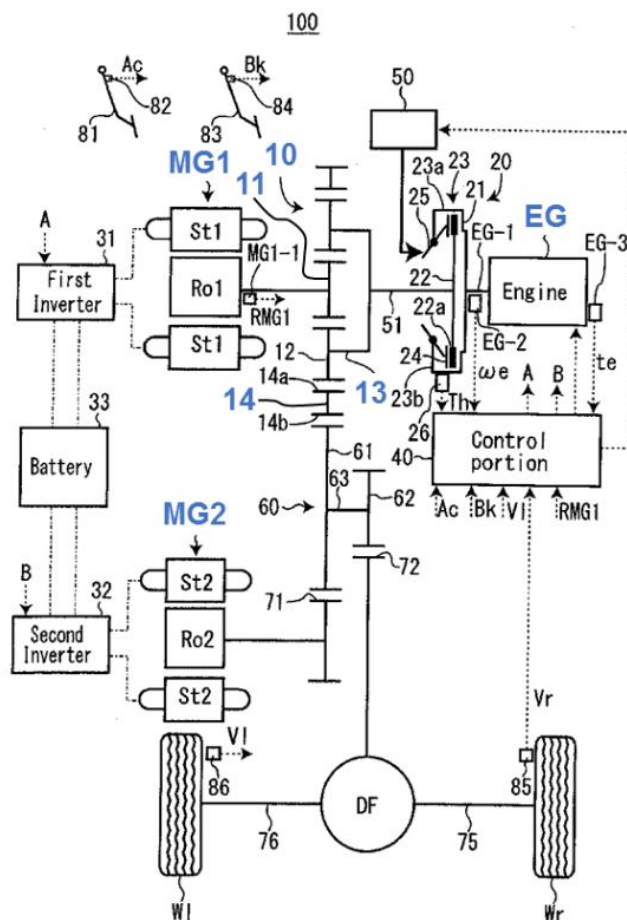 100
Ac
82
81
Bk
84
83
50
MG1
10
11
23a 23 20
21
25
EG-1
EG
EG-3
A
31
First
Inverter
St1
Ro1
St1
MG1-1
RMG1
22
51
Engine
EG-2
22a
24
23b
26
12
13
14a
14
14b
Th
ωe
A
B
te
33
Battery
40
Control
portion
Ac
Bk
Vl
RMG1
61
60
63
62
MG2
72
71
B
32
Second
Inverter
St2
Ro2
St2
Vr
Vl
86
85
DF
76
75
Wl
Wr